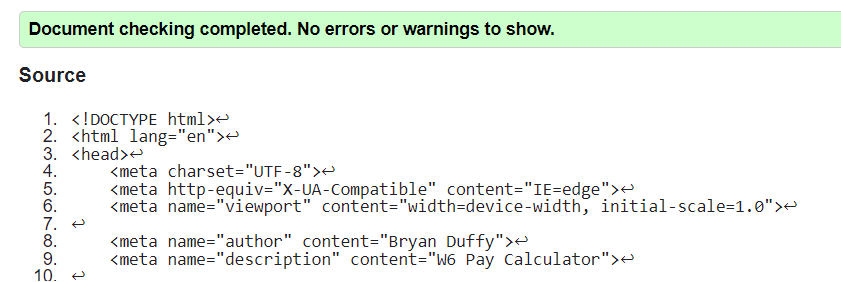 Document checking completed. No errors or warnings to show.
Source
1. <!DOCTYPE html>↩
2. <html lang="en">↩
3. <head>↩
4.     <meta charset="UTF-8">↩
5.     <meta http-equiv="X-UA-Compatible" content="IE=edge">↩
6.     <meta name="viewport" content="width=device-width, initial-scale=1.0">↩
7. ↩
8.     <meta name="author" content="Bryan Duffy">↩
9.     <meta name="description" content="W6 Pay Calculator">↩
10. ↩